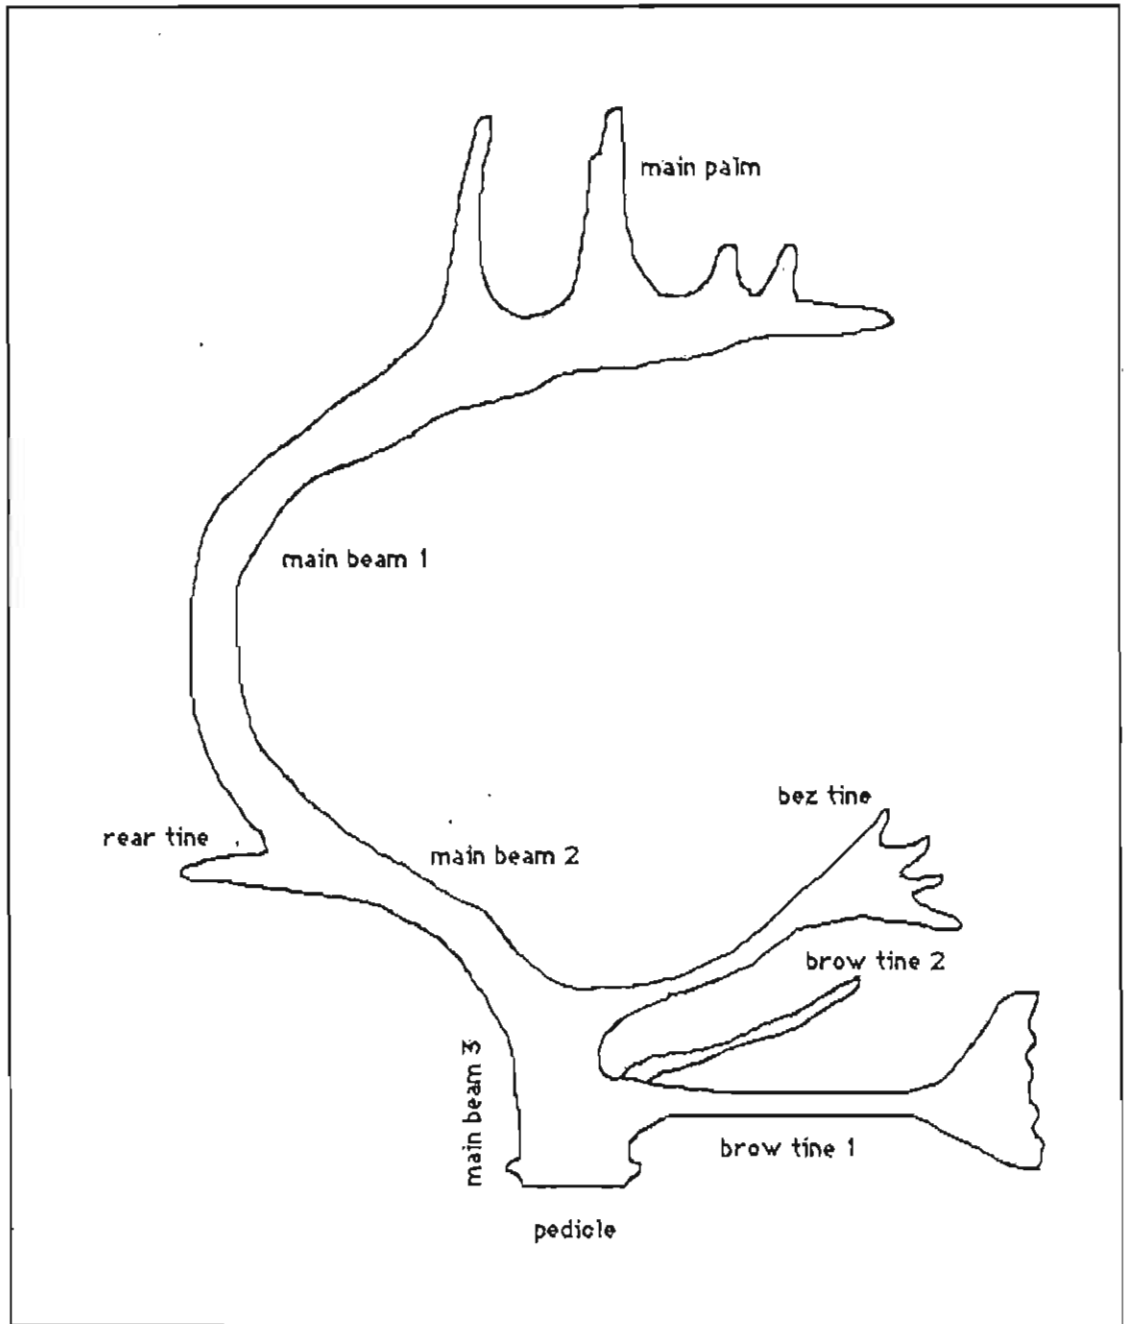 main palm
main beam 1
bez tine
rear tine
main beam 2
brow tine 2
main beam 3
brow tine 1
pedicle